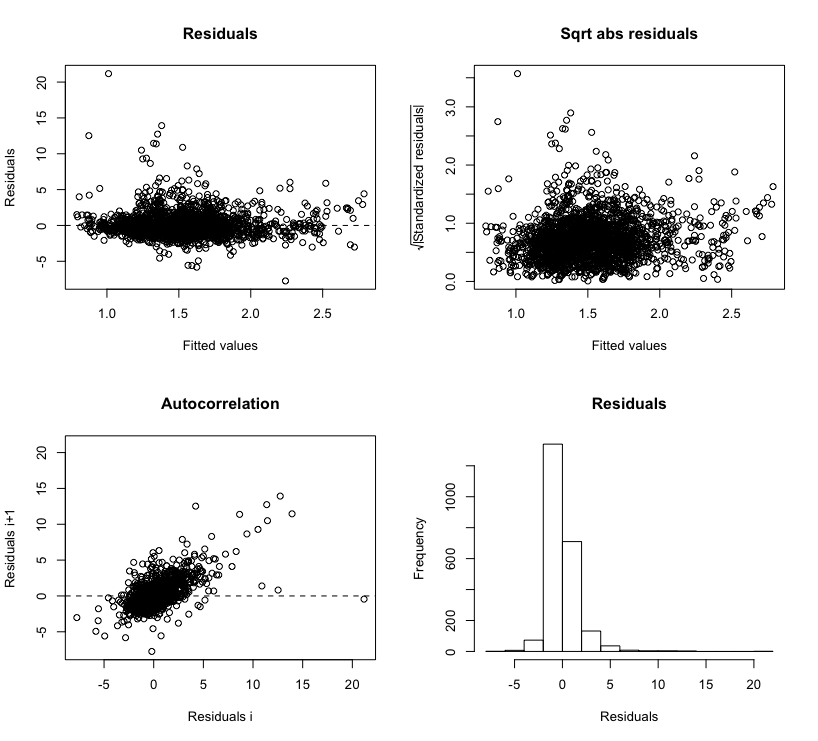 Residuals
Residuals
20
15
10
5
0
-5
1.0 1.5 2.0 2.5
Fitted values
Sqrt abs residuals
√|Standardized residuals|
3.0
2.0
1.0
0.0
1.0 1.5 2.0 2.5
Fitted values
Autocorrelation
Residuals i+1
20
15
10
5
0
-5
-5 0 5 10 15 20
Residuals i
Residuals
Frequency
1000
600
200
0
-5 0 5 10 15 20
Residuals